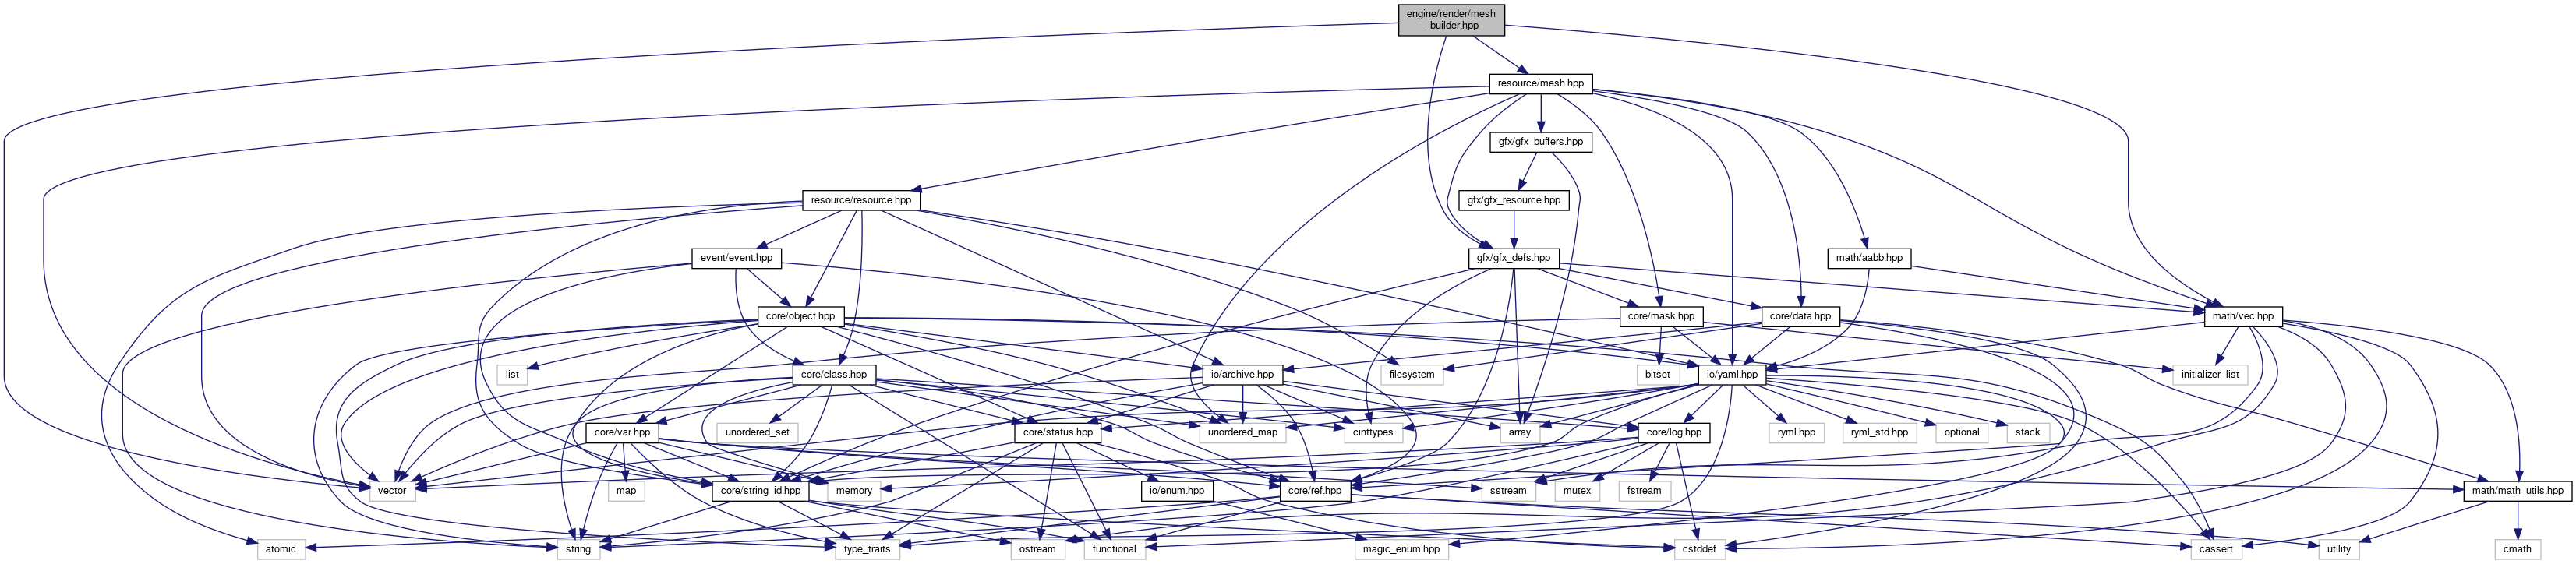 engine/render/mesh
_builder.hpp
resource/mesh.hpp
gfx/gfx_buffers.hpp
resource/resource.hpp
gfx/gfx_resource.hpp
event/event.hpp
gfx/gfx_defs.hpp
math/aabb.hpp
core/object.hpp
core/mask.hpp
core/data.hpp
math/vec.hpp
list
core/class.hpp
io/archive.hpp
filesystem
bitset
io/yaml.hpp
initializer_list
core/var.hpp
unordered_set
core/status.hpp
unordered_map
cinttypes
array
core/log.hpp
ryml.hpp
ryml_std.hpp
optional
stack
vector
map
core/string_id.hpp
memory
io/enum.hpp
core/ref.hpp
sstream
mutex
fstream
math/math_utils.hpp
atomic
string
type_traits
ostream
functional
magic_enum.hpp
cstddef
cassert
utility
cmath